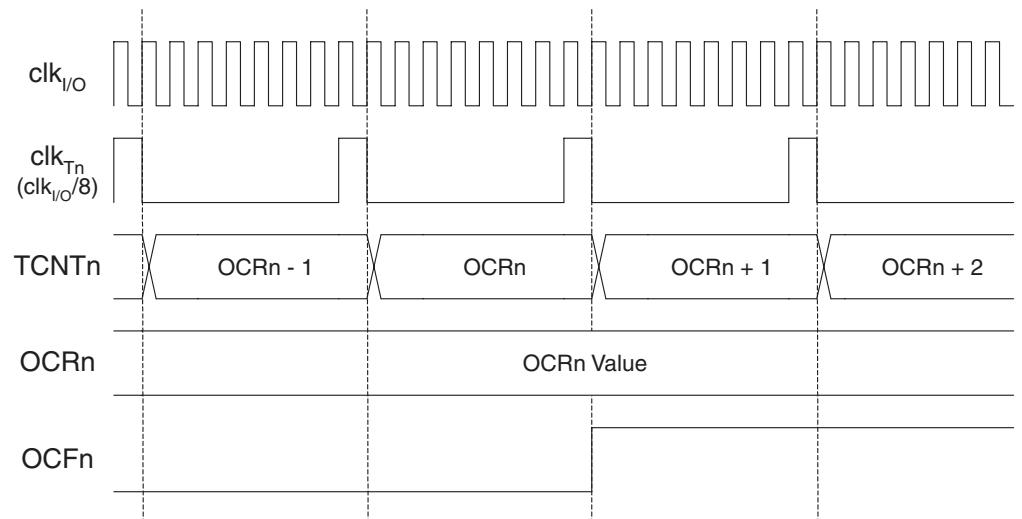 clkI/O
clkTn
(clkI/O/8)
TCNTn
OCRn - 1
OCRn
OCRn + 1
OCRn + 2
OCRn
OCRn Value
OCFn